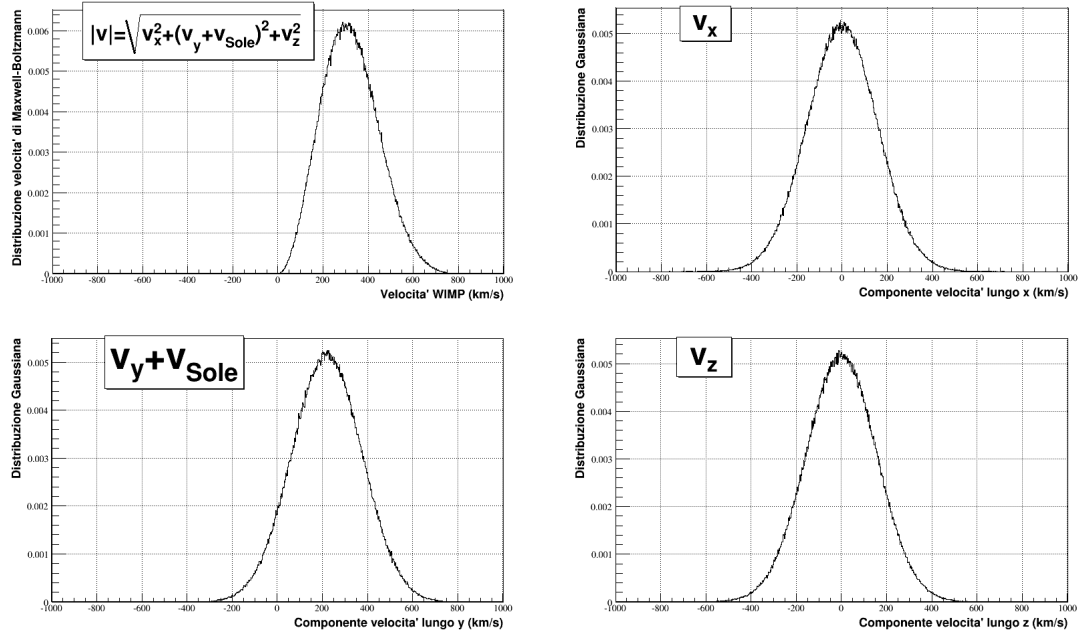 |v|=√v_x^2+(v_y+v_Sole)^2+v_z^2
Distribuzione velocita' di Maxwell-Boltzmann
0.006
0.005
0.004
0.003
0.002
0.001
0
-1000 -800 -600 -400 -200 0 200 400 600 800 1000
Velocita' WIMP (km/s)
v_x
Distribuzione Gaussiana
0.005
0.004
0.003
0.002
0.001
0
-1000 -800 -600 -400 -200 0 200 400 600 800 1000
Componente velocita' lungo x (km/s)
v_y+v_Sole
Distribuzione Gaussiana
0.005
0.004
0.003
0.002
0.001
0
-1000 -800 -600 -400 -200 0 200 400 600 800 1000
Componente velocita' lungo y (km/s)
v_z
Distribuzione Gaussiana
0.005
0.004
0.003
0.002
0.001
0
-1000 -800 -600 -400 -200 0 200 400 600 800 1000
Componente velocita' lungo z (km/s)